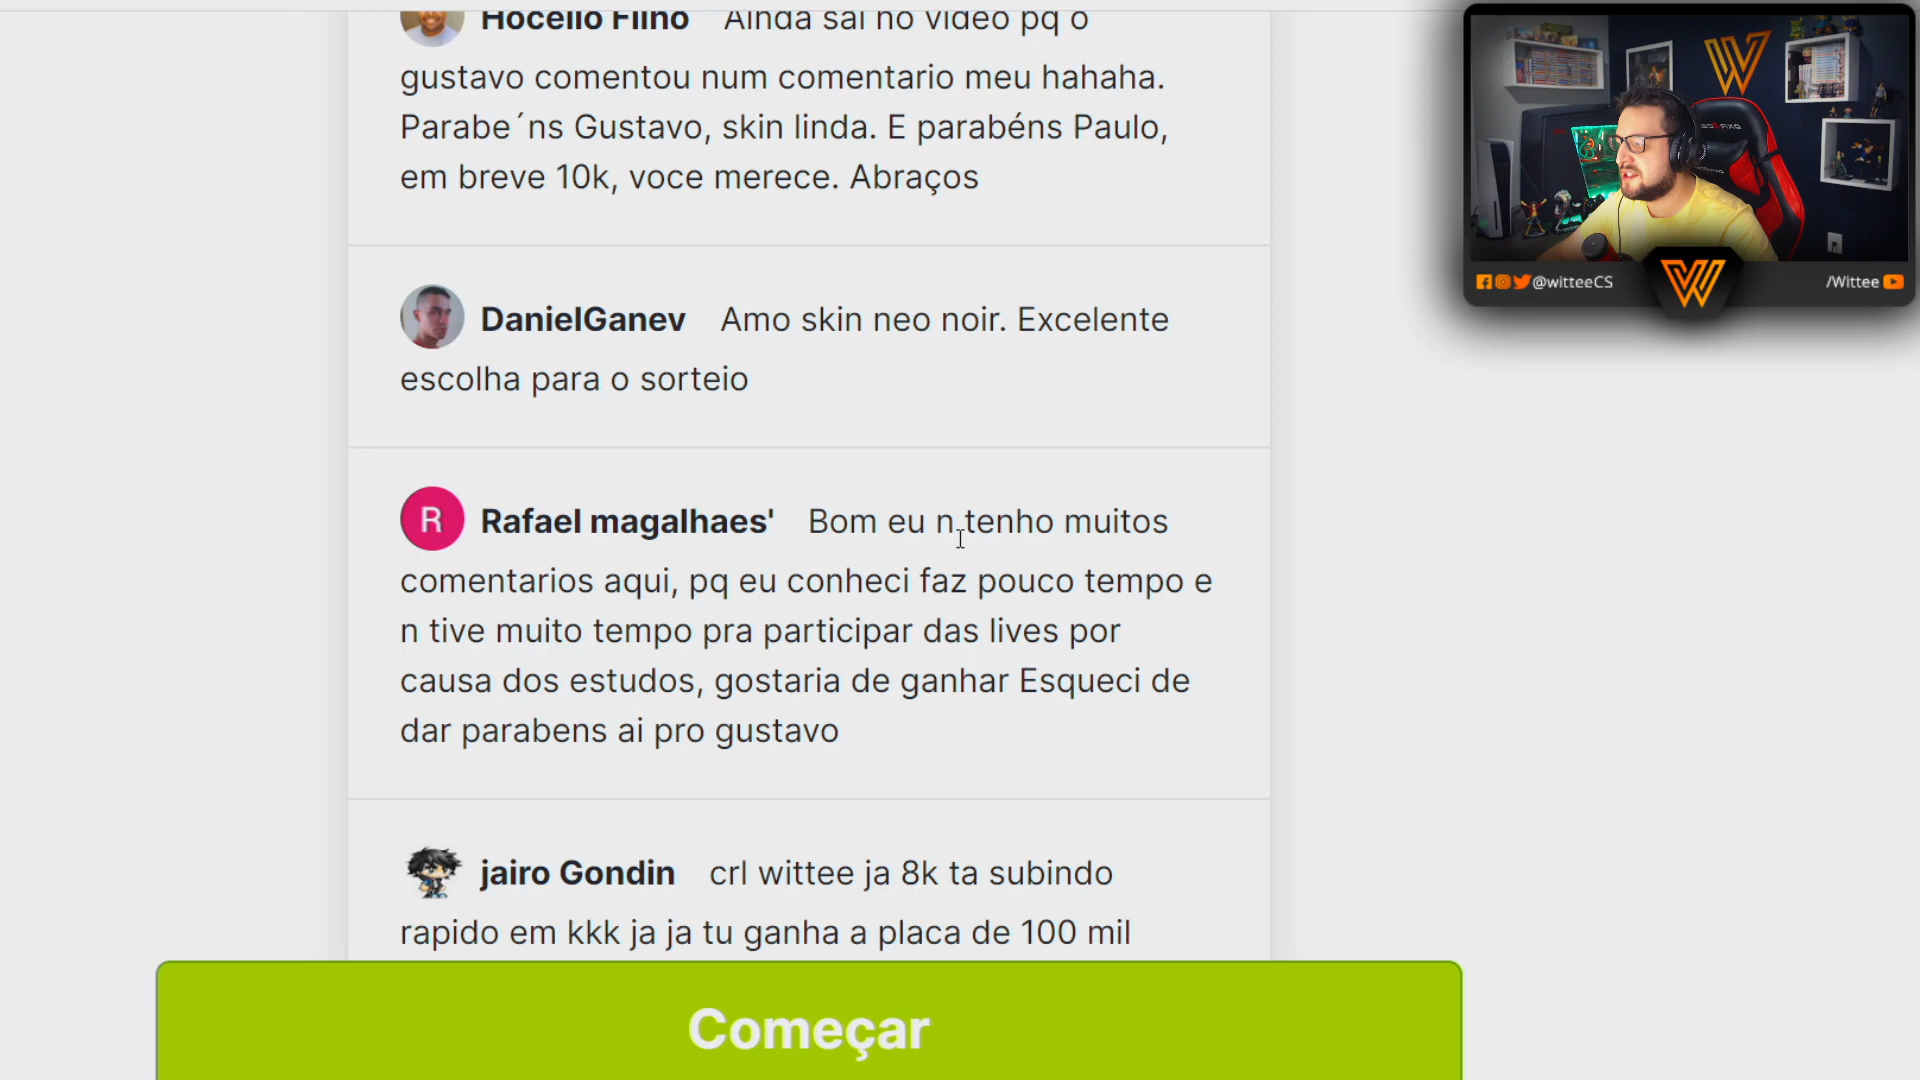 Hocelio Filho Ainda sai no video pq o
gustavo comentou num comentario meu hahaha.
Parabe´ns Gustavo, skin linda. E parabéns Paulo,
em breve 10k, voce merece. Abraços
@witteeCS
/Wittee
DanielGanev Amo skin neo noir. Excelente
escolha para o sorteio
R
Rafael magalhaes' Bom eu n tenho muitos
comentarios aqui, pq eu conheci faz pouco tempo e
n tive muito tempo pra participar das lives por
causa dos estudos, gostaria de ganhar Esqueci de
dar parabens ai pro gustavo
jairo Gondin crl wittee ja 8k ta subindo
rapido em kkk ja ja tu ganha a placa de 100 mil
Começar